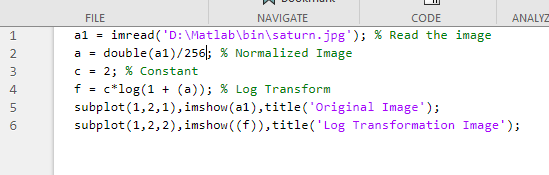 Bookmark
FILE NAVIGATE CODE ANALYZ
1 a1 = imread('D:\Matlab\bin\saturn.jpg'); % Read the image
2 a = double(a1)/256; % Normalized Image
3 c = 2; % Constant
4 f = c*log(1 + (a)); % Log Transform
5 subplot(1,2,1),imshow(a1),title('Original Image');
6 subplot(1,2,2),imshow((f)),title('Log Transformation Image');